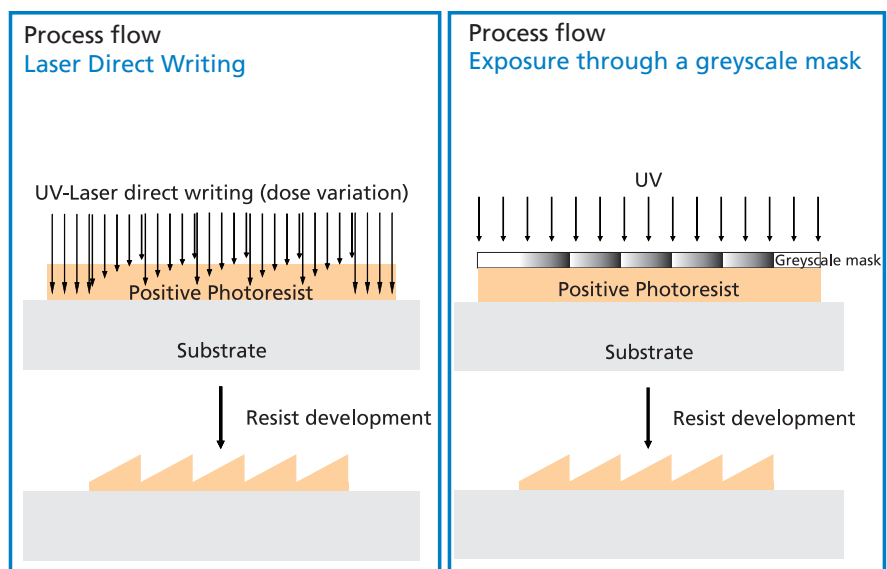 Process flow
Laser Direct Writing
UV-Laser direct writing (dose variation)
Positive Photoresist
Substrate
Resist development
Process flow
Exposure through a greyscale mask
UV
Greyscale mask
Positive Photoresist
Substrate
Resist development